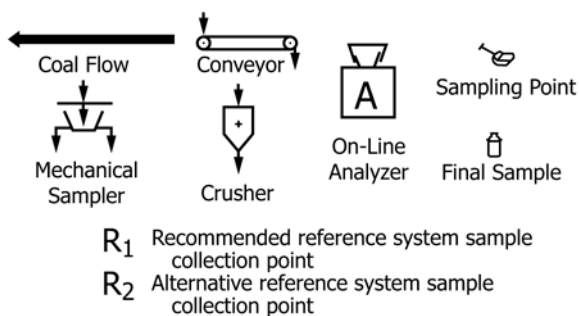 Coal Flow
Conveyor
A
Sampling Point
Mechanical
Sampler
Crusher
On-Line
Analyzer
Final Sample
R1 Recommended reference system sample
collection point
R2 Alternative reference system sample
collection point